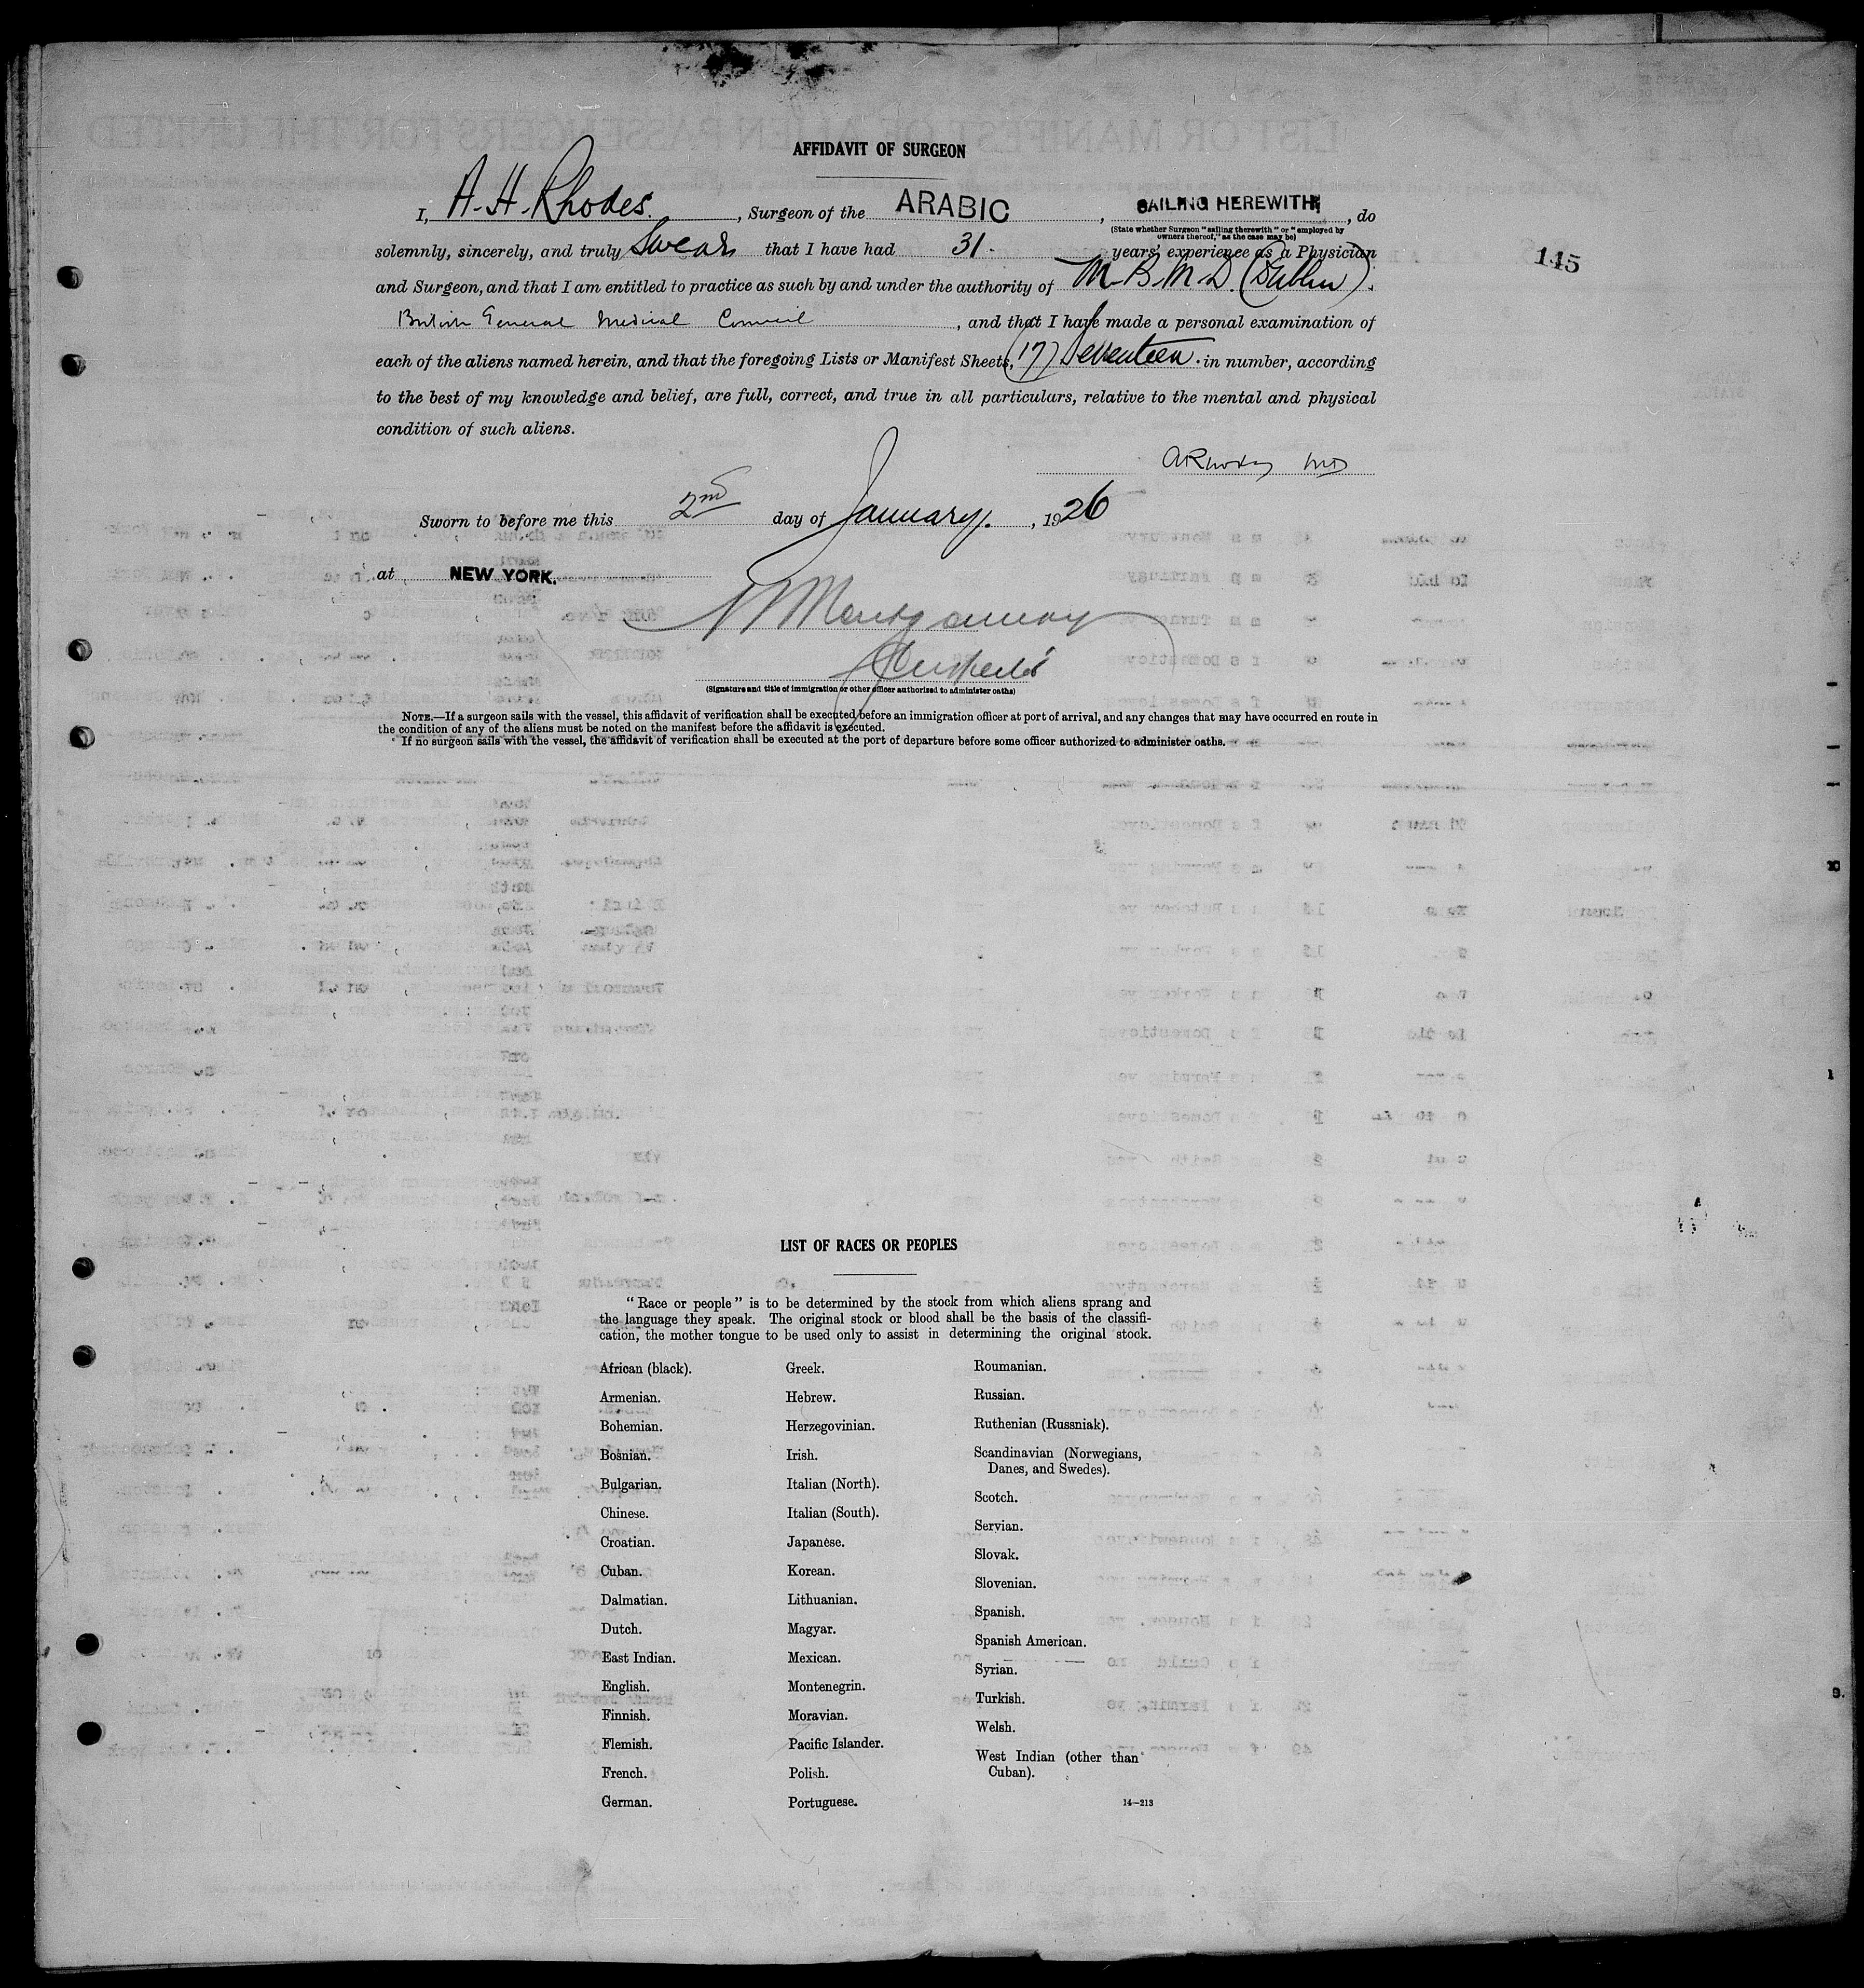 AFFIDAVIT OF SURGEON
I, A. H. Rhodes, Surgeon of the ARABIC, SAILING HEREWITH, do
(State whether Surgeon "sailing therewith" or "employed by
owners thereof," as the case may be)
solemnly, sincerely, and truly swear that I have had 31. years' experience as a Physician
145
and Surgeon, and that I am entitled to practice as such by and under the authority of M.B.M.D. (Dublin).
British General Medical Council, and that I have made a personal examination of
each of the aliens named herein, and that the foregoing Lists or Manifest Sheets, (17) Seventeen. in number, according
to the best of my knowledge and belief, are full, correct, and true in all particulars, relative to the mental and physical
condition of such aliens.
ARhodes MD
Sworn to before me this 2nd day of January., 1926
at NEW YORK.
Montgomery
(Signature and title of immigration or other officer authorized to administer oaths)
NOTE.—If a surgeon sails with the vessel, this affidavit of verification shall be executed before an immigration officer at port of arrival, and any changes that may have occurred en route in
the condition of any of the aliens must be noted on the manifest before the affidavit is executed.
If no surgeon sails with the vessel, the affidavit of verification shall be executed at the port of departure before some officer authorized to administer oaths.
LIST OF RACES OR PEOPLES
"Race or people" is to be determined by the stock from which aliens sprang and
the language they speak. The original stock or blood shall be the basis of the classifi-
cation, the mother tongue to be used only to assist in determining the original stock.
African (black).
Armenian.
Bohemian.
Bosnian.
Bulgarian.
Chinese.
Croatian.
Cuban.
Dalmatian.
Dutch.
East Indian.
English.
Finnish.
Flemish.
French.
German.
Greek.
Hebrew.
Herzegovinian.
Irish.
Italian (North).
Italian (South).
Japanese.
Korean.
Lithuanian.
Magyar.
Mexican.
Montenegrin.
Moravian.
Pacific Islander.
Polish.
Portuguese.
Roumanian.
Russian.
Ruthenian (Russniak).
Scandinavian (Norwegians,
Danes, and Swedes).
Scotch.
Servian.
Slovak.
Slovenian.
Spanish.
Spanish American.
Syrian.
Turkish.
Welsh.
West Indian (other than
Cuban).
14—213